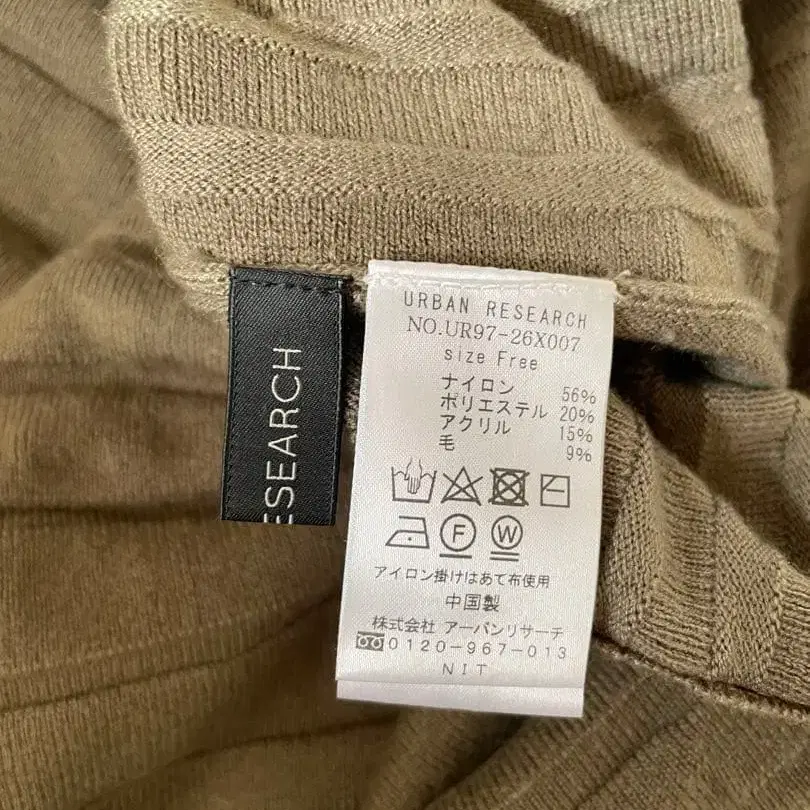 ESEARCH
URBAN RESEARCH
NO.UR97-26X007
size Free
ナイロン 56%
ポリエステル 20%
アクリル 15%
毛 9%
F W
アイロン掛けはあて布使用
中国製
株式会社 アーバンリサーチ
0120-967-013
NIT